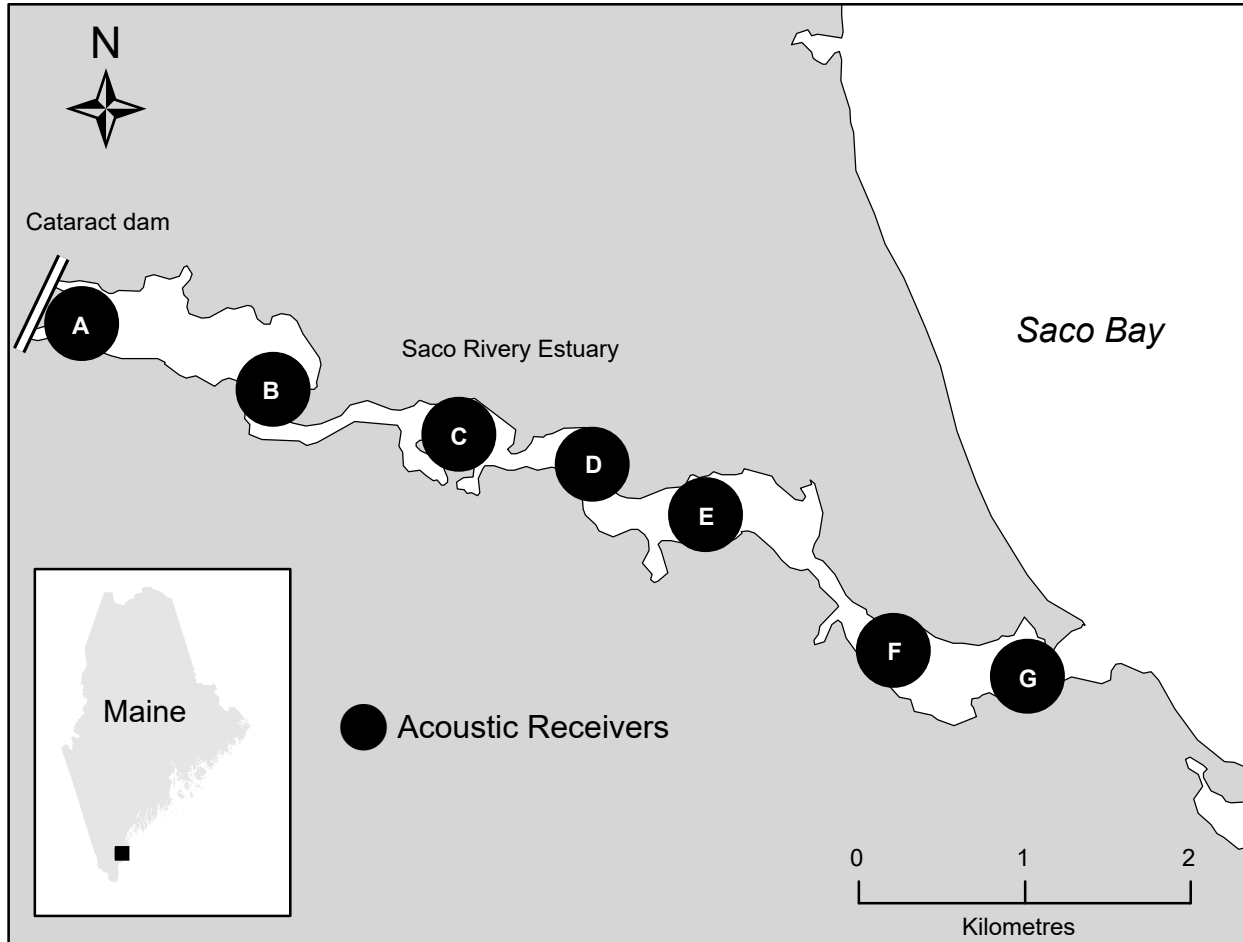 N
Cataract dam
A
Saco Bay
Saco Rivery Estuary
B
C
D
E
F
G
Maine
Acoustic Receivers
0 1 2
Kilometres